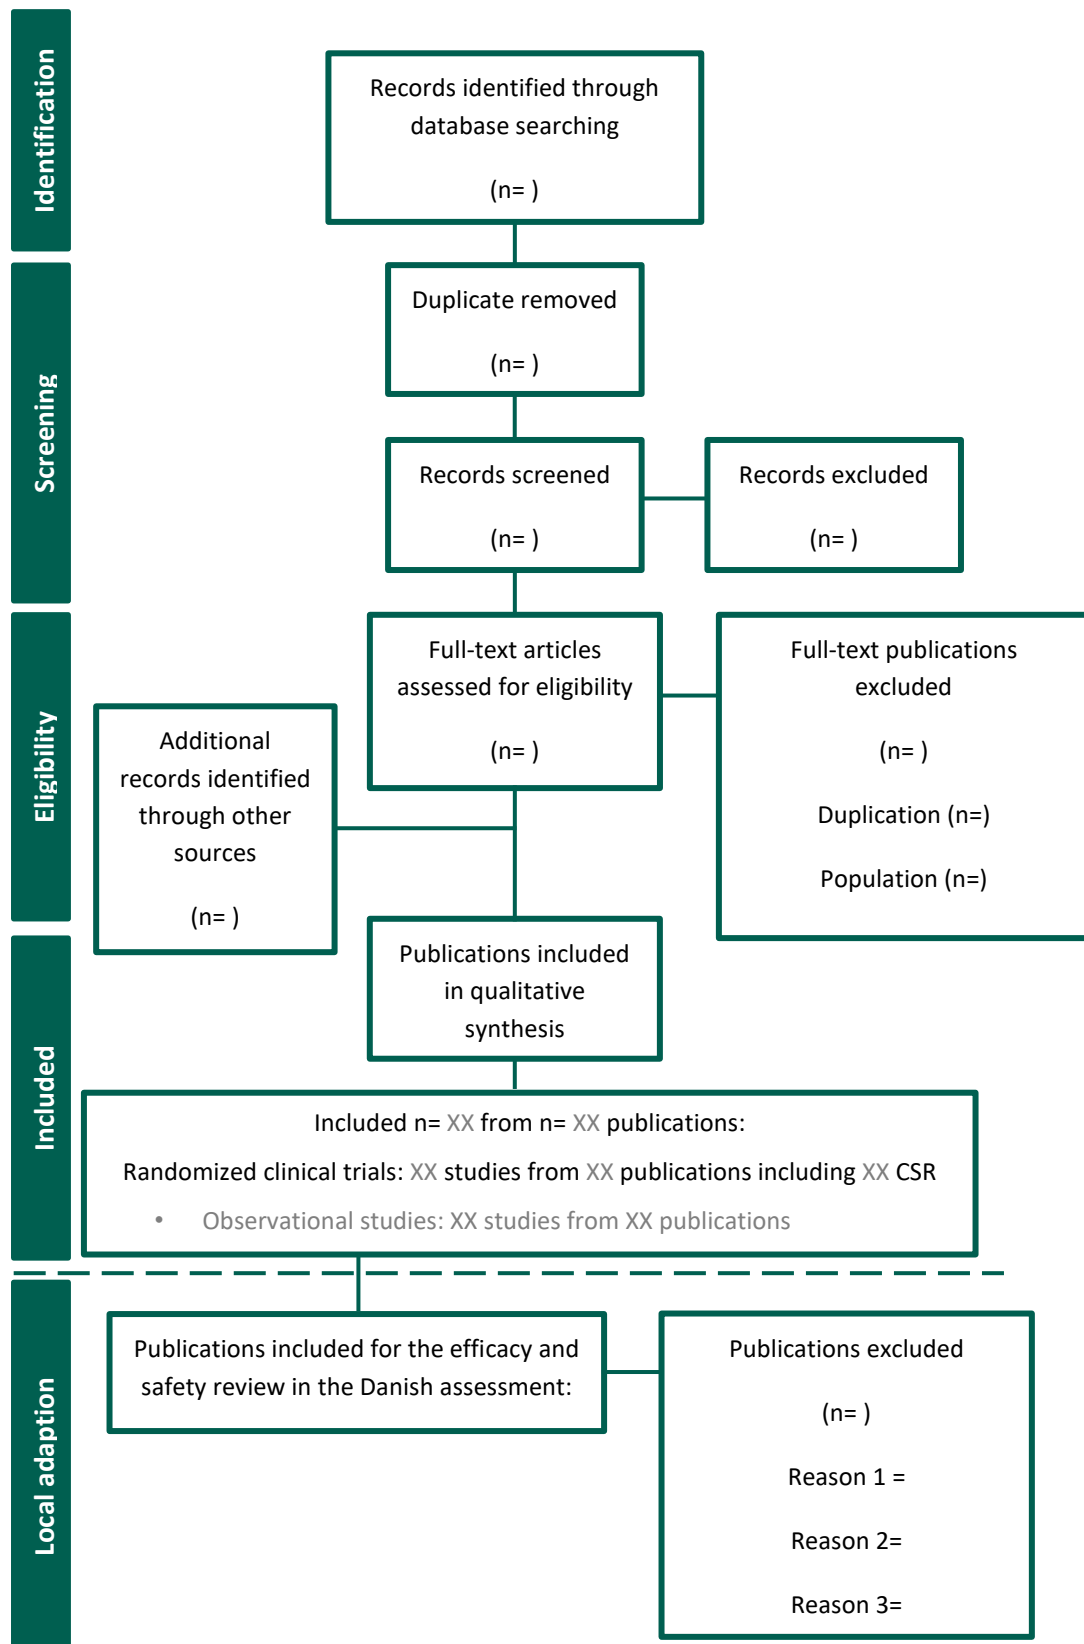 Identification
Records identified through
database searching
(n= )
Screening
Duplicate removed
(n= )
Records screened
(n= )
Records excluded
(n= )
Eligibility
Full-text articles
assessed for eligibility
(n= )
Full-text publications
excluded
(n= )
Duplication (n=)
Population (n=)
Additional
records identified
through other
sources
(n= )
Included
Publications included
in qualitative
synthesis
Included n= XX from n= XX publications:
Randomized clinical trials: XX studies from XX publications including XX CSR
• Observational studies: XX studies from XX publications
Local adaption
Publications included for the efficacy and
safety review in the Danish assessment:
Publications excluded
(n= )
Reason 1 =
Reason 2=
Reason 3=